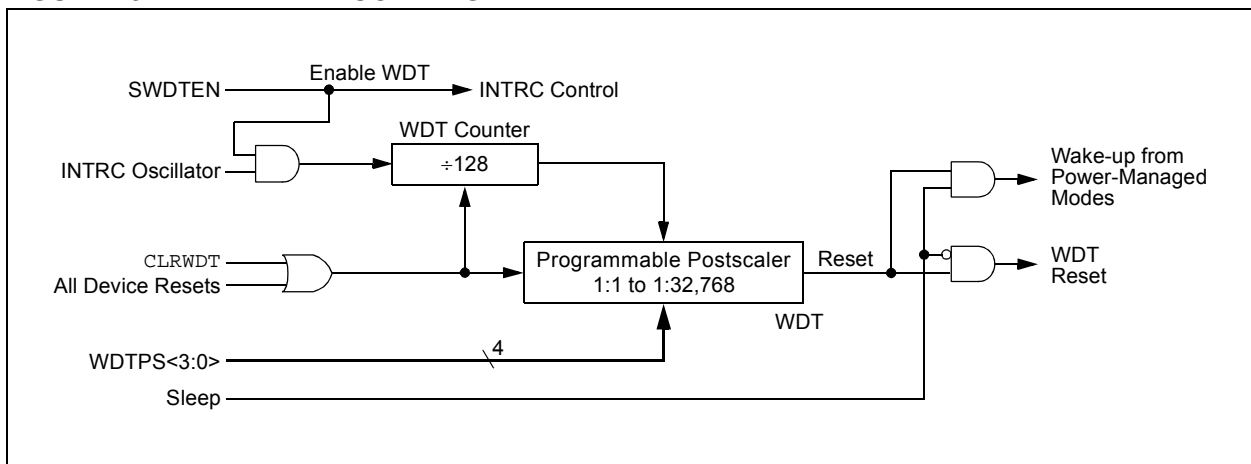 Enable WDT
SWDTEN
INTRC Control
WDT Counter
INTRC Oscillator
÷128
Wake-up from
Power-Managed
Modes
CLRWDT
All Device Resets
Programmable Postscaler
1:1 to 1:32,768
Reset
WDT
Reset
WDT
4
WDTPS<3:0>
Sleep